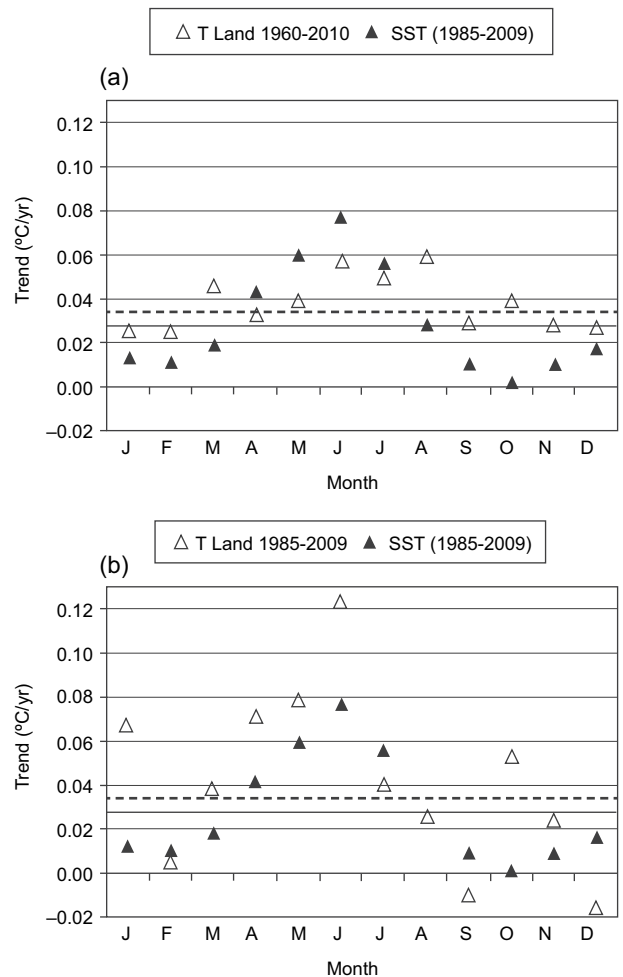 △ T Land 1960-2010 ▲ SST (1985-2009)
(a)
Trend (ºC/yr)
0.12
0.10
0.08
0.06
0.04
0.02
0.00
–0.02
J F M A M J J A S O N D
Month
△ T Land 1985-2009 ▲ SST (1985-2009)
(b)
Trend (ºC/yr)
0.12
0.10
0.08
0.06
0.04
0.02
0.00
–0.02
J F M A M J J A S O N D
Month